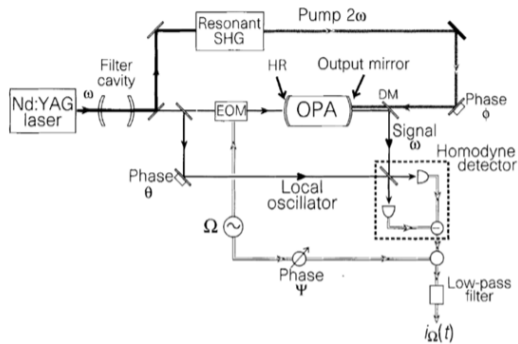 Resonant
SHG
Pump 2ω
Filter
cavity
HR
Output mirror
Nd:YAG
laser
ω
EOM
OPA
DM
Phase
ϕ
Signal
ω
Homodyne
detector
Phase
θ
Local
oscillator
Ω
−
Phase
Ψ
Low-pass
filter
iΩ(t)